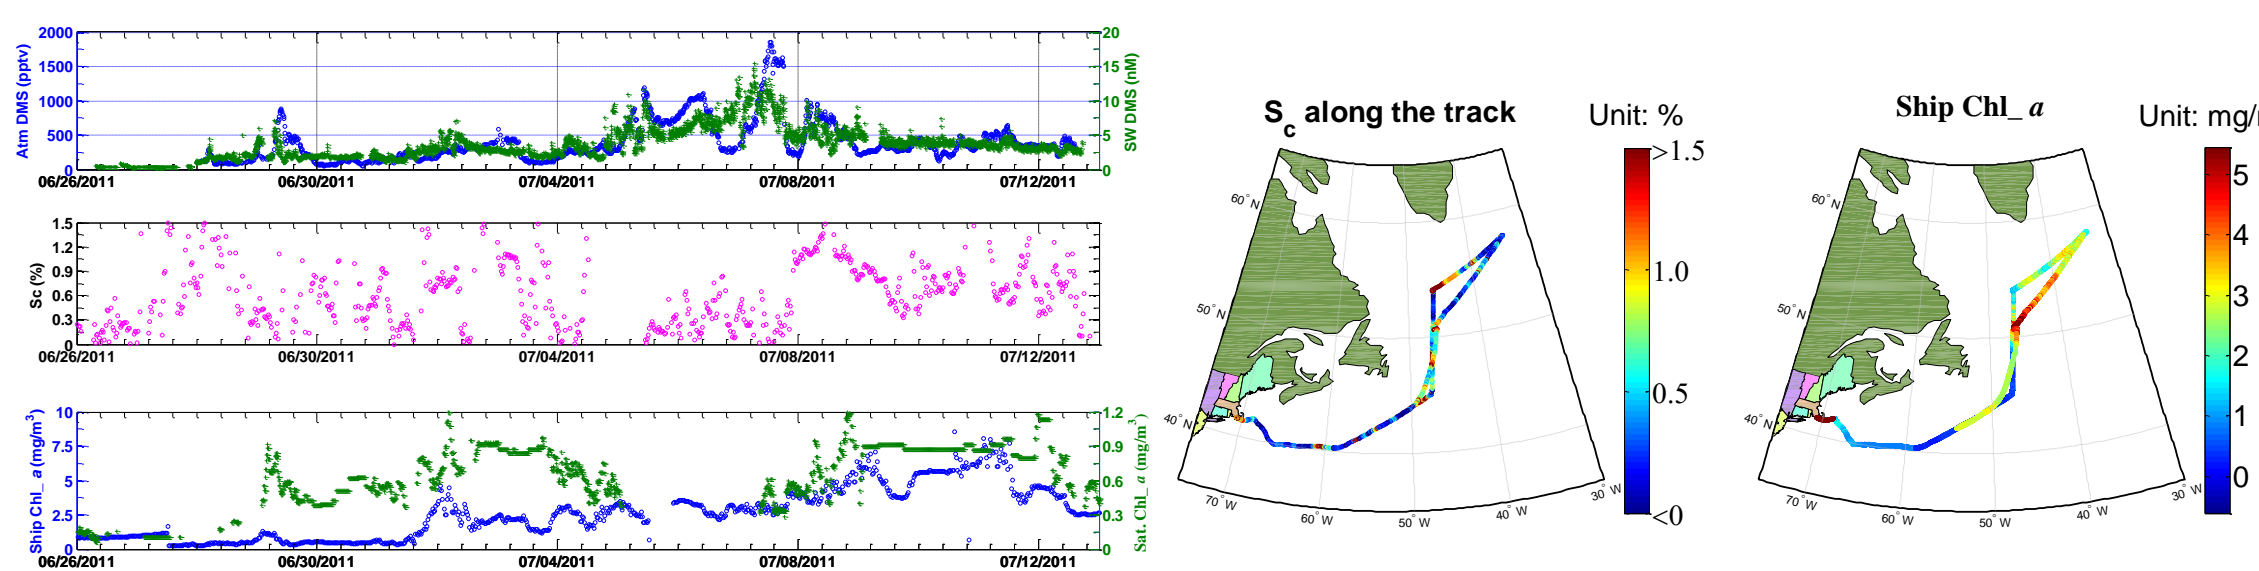 2000
1500
1000
500
0
Atm DMS (pptv)
20
15
10
5
0
SW DMS (nM)
06/26/2011 06/30/2011 07/04/2011 07/08/2011 07/12/2011
1.5
1.2
0.9
0.6
0.3
0
Sc (%)
06/26/2011 06/30/2011 07/04/2011 07/08/2011 07/12/2011
10
7.5
5
2.5
0
Ship Chl_ a (mg/m3)
1.2
0.9
0.6
0.3
0
Sat. Chl_ a (mg/m3)
06/26/2011 06/30/2011 07/04/2011 07/08/2011 07/12/2011
Sc along the track
Unit: %
>1.5
1.0
0.5
<0
60°N
50°N
40°N
70°W
60°W
50°W
40°W
30°W
Ship Chl_ a
Unit: mg/
5
4
3
2
1
0
60°N
50°N
40°N
70°W
60°W
50°W
40°W
30°W